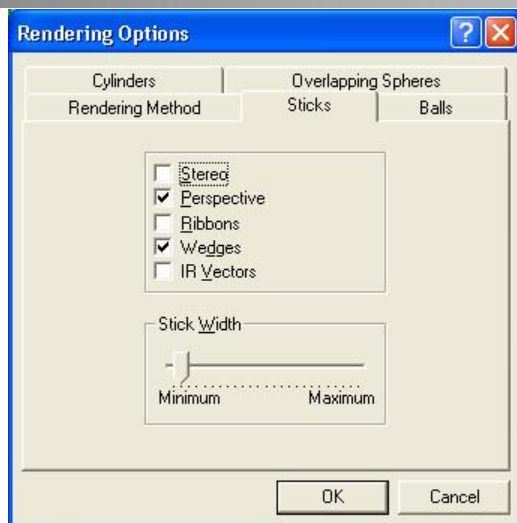 Rendering Options
Cylinders Overlapping Spheres
Rendering Method Sticks Balls
Stereo
Perspective
Ribbons
Wedges
IR Vectors
Stick Width
Minimum Maximum
OK Cancel